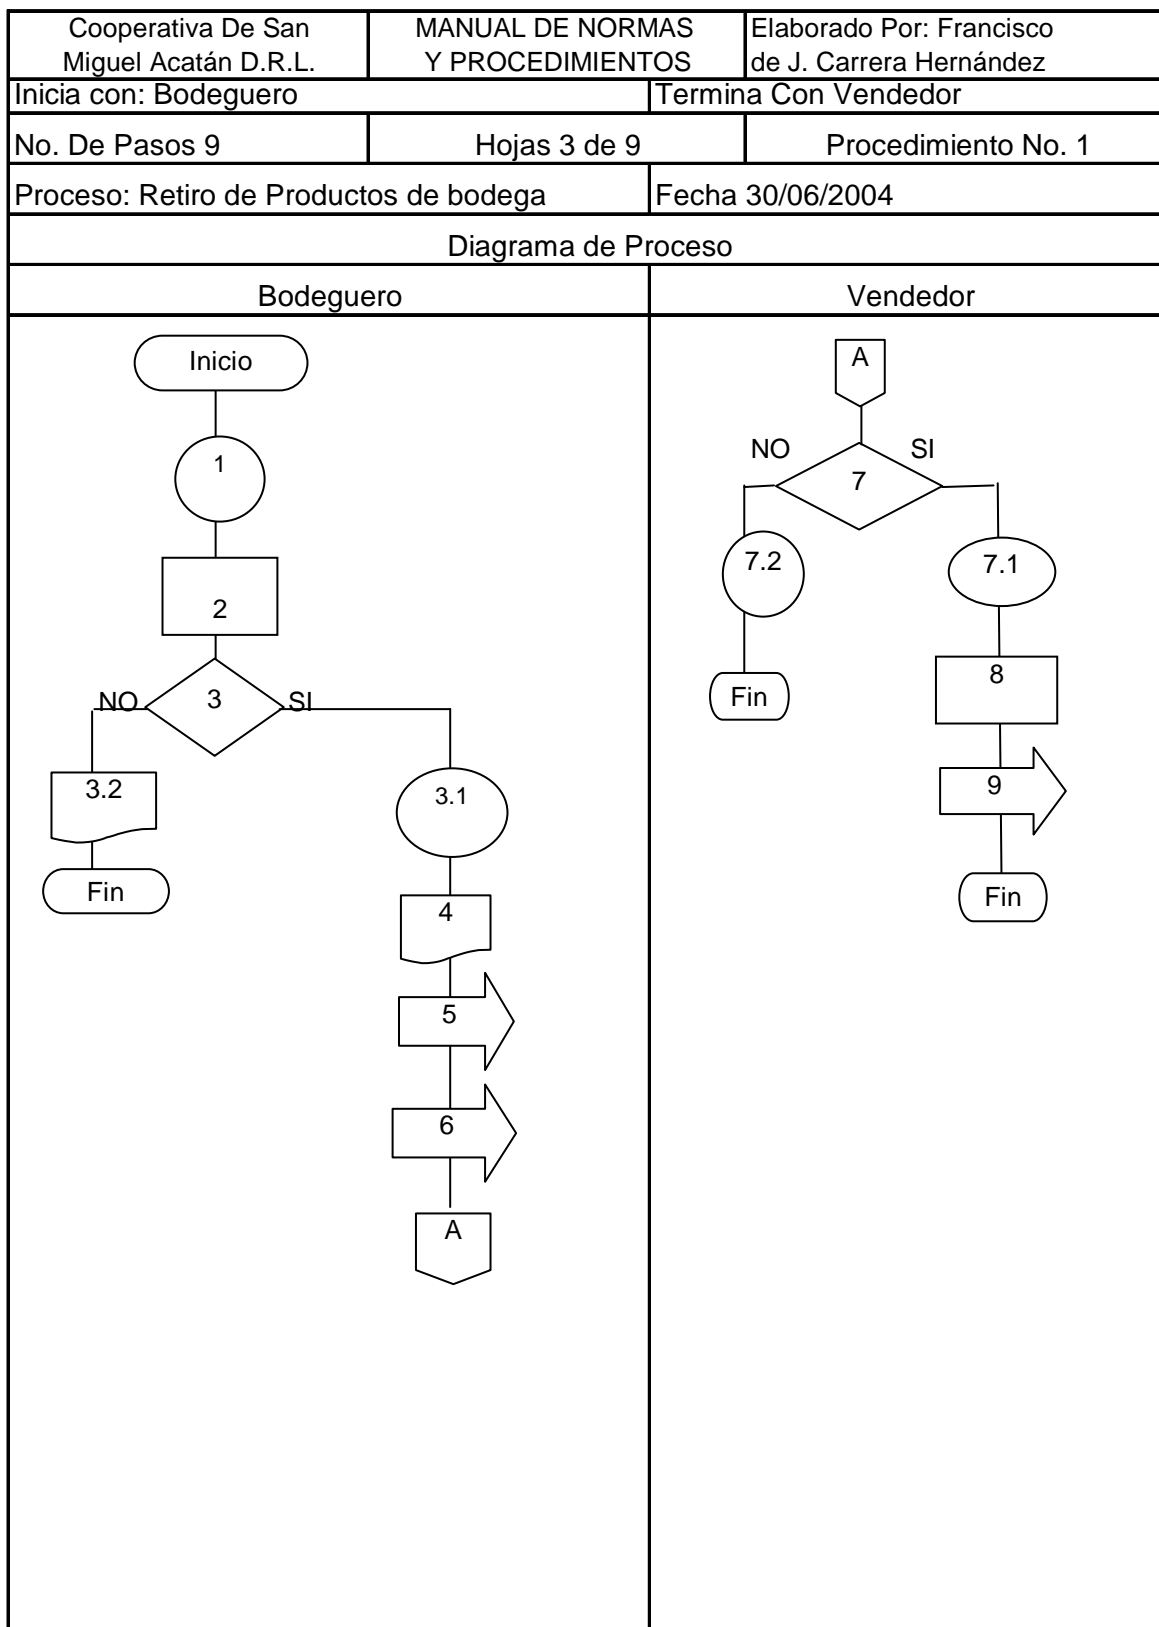 Cooperativa De San
Miguel Acatán D.R.L.
MANUAL DE NORMAS
Y PROCEDIMIENTOS
Elaborado Por: Francisco
de J. Carrera Hernández
Inicia con: Bodeguero
Termina Con Vendedor
No. De Pasos 9
Hojas 3 de 9
Procedimiento No. 1
Proceso: Retiro de Productos de bodega
Fecha 30/06/2004
Diagrama de Proceso
Bodeguero
Vendedor
Inicio
1
2
3
NO
SI
3.2
3.1
Fin
4
5
6
A
A
NO
SI
7
7.2
7.1
Fin
8
9
Fin